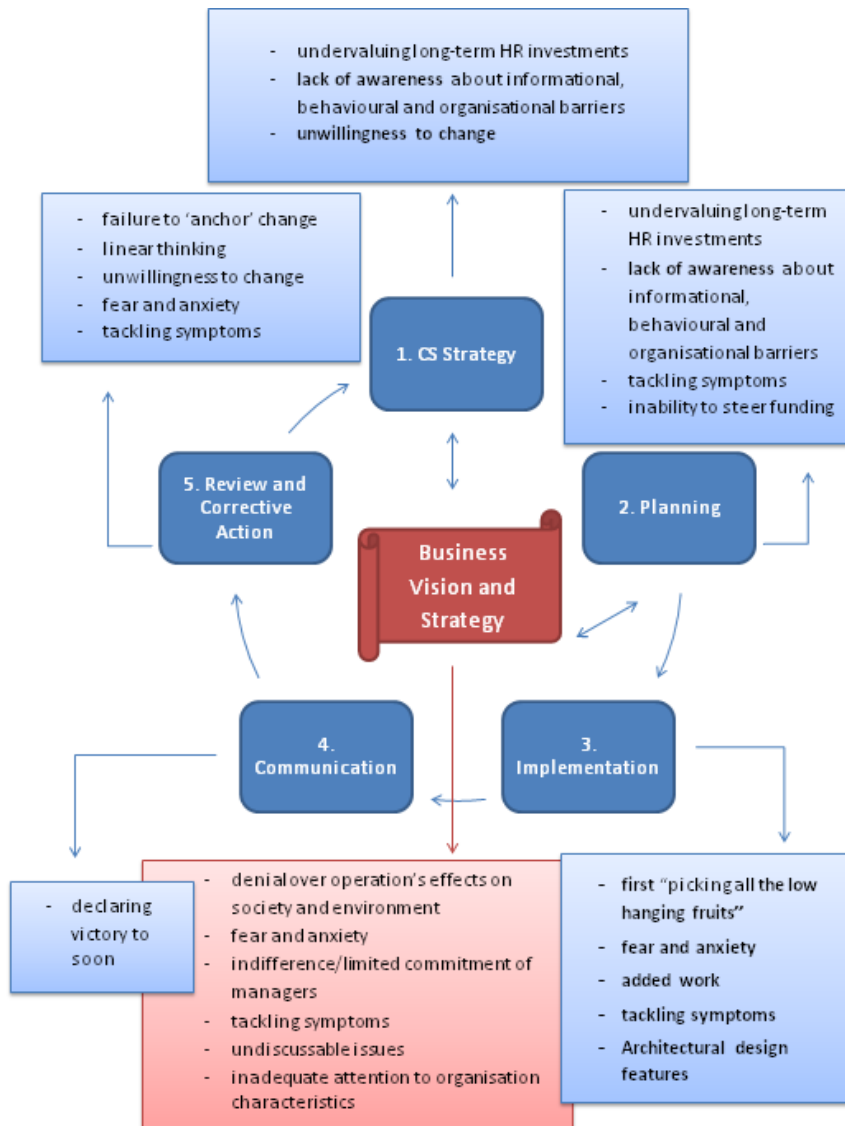 - undervaluing long-term HR investments
- lack of awareness about informational,
behavioural and organisational barriers
- unwillingness to change
- failure to ‘anchor’ change
- linear thinking
- unwillingness to change
- fear and anxiety
- tackling symptoms
- undervaluing long-term
HR investments
- lack of awareness about
informational,
behavioural and
organisational barriers
- tackling symptoms
- inability to steer funding
1. CS Strategy
5. Review and
Corrective
Action
2. Planning
Business
Vision and
Strategy
4.
Communication
3.
Implementation
- declaring
victory to
soon
- denial over operation’s effects on
society and environment
- fear and anxiety
- indifference/limited commitment of
managers
- tackling symptoms
- undiscussable issues
- inadequate attention to organisation
characteristics
- first “picking all the low
hanging fruits”
- fear and anxiety
- added work
- tackling symptoms
- Architectural design
features